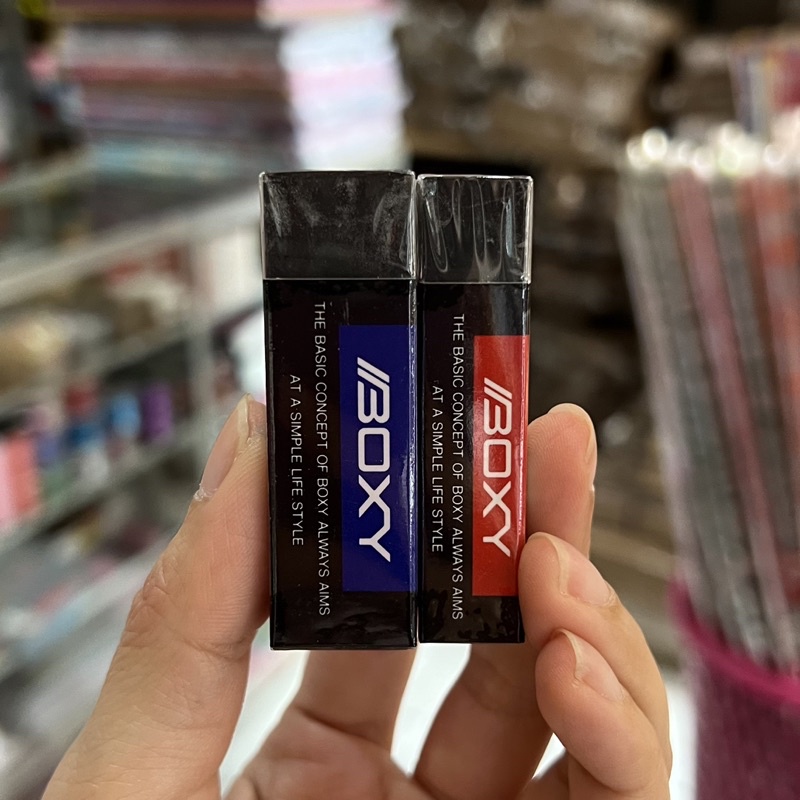 BOXY
THE BASIC CONCEPT OF BOXY ALWAYS AIMS
AT A SIMPLE LIFE STYLE
BOXY
THE BASIC CONCEPT OF BOXY ALWAYS AIMS
AT A SIMPLE LIFE STYLE